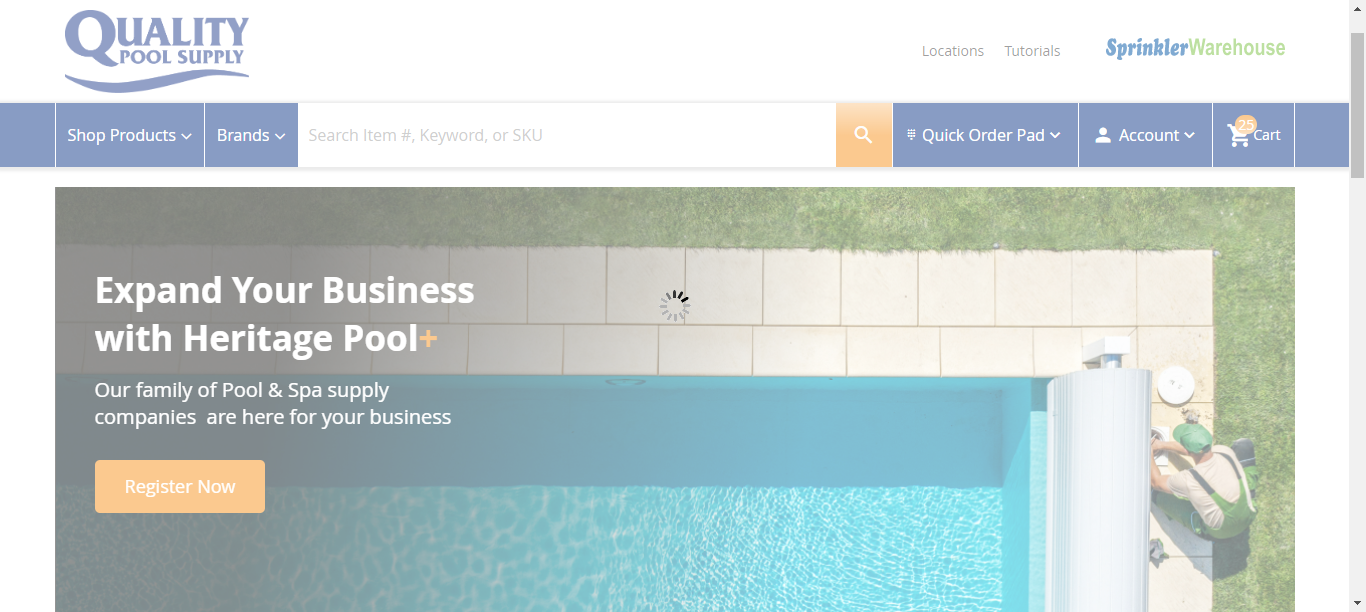 QUALITY
POOL SUPPLY
Locations Tutorials SprinklerWarehouse
Shop Products Brands Search Item #, Keyword, or SKU Quick Order Pad Account 25 Cart
Expand Your Business
with Heritage Pool+
Our family of Pool & Spa supply
companies are here for your business
Register Now